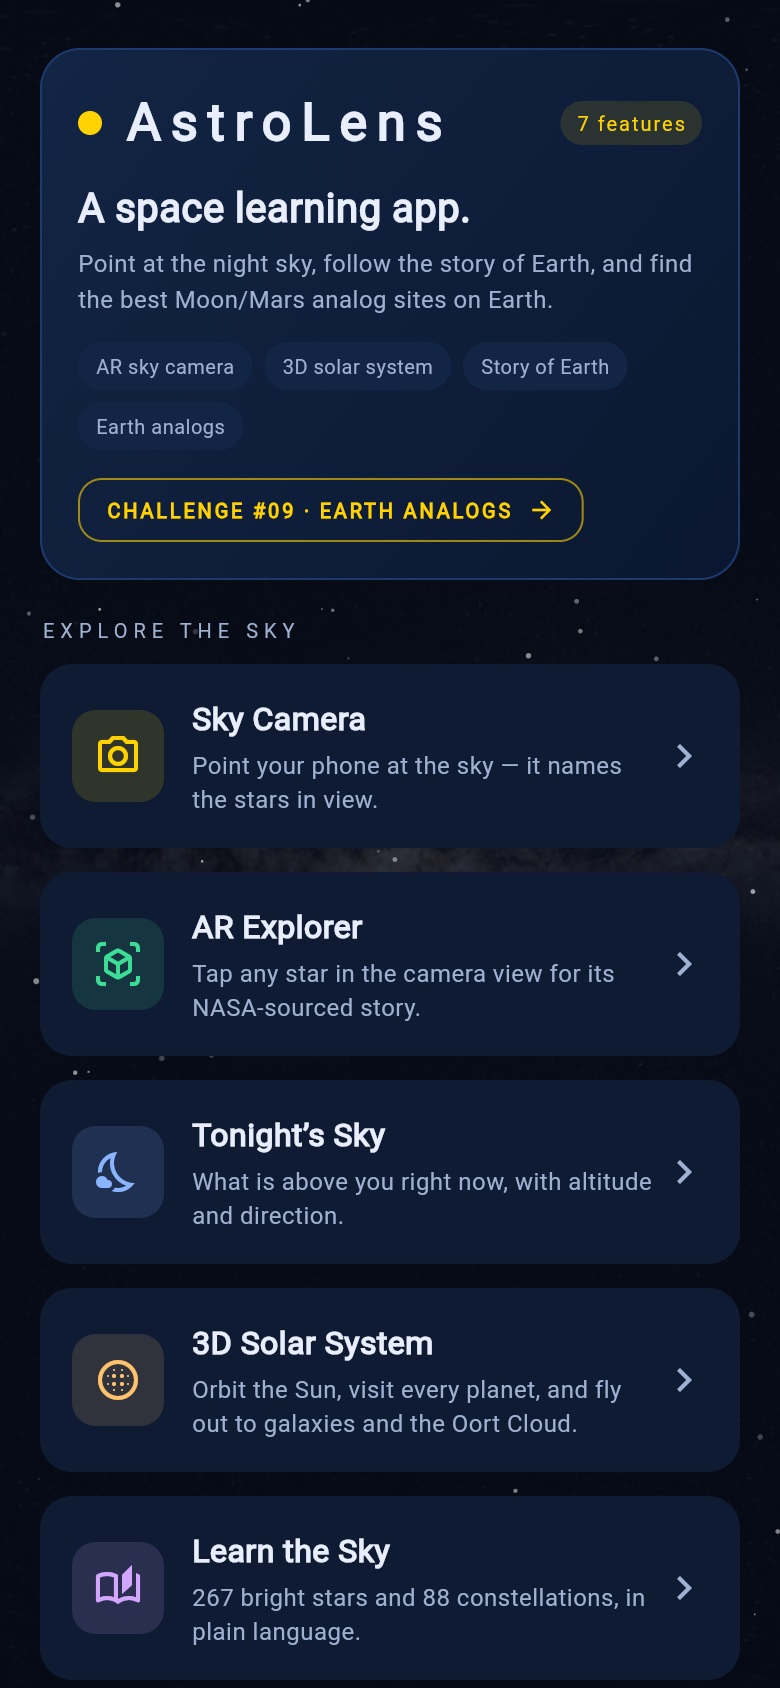 AstroLens
7 features
A space learning app.
Point at the night sky, follow the story of Earth, and find
the best Moon/Mars analog sites on Earth.
AR sky camera
3D solar system
Story of Earth
Earth analogs
CHALLENGE #09 · EARTH ANALOGS →
EXPLORE THE SKY
Sky Camera
Point your phone at the sky — it names
the stars in view.
AR Explorer
Tap any star in the camera view for its
NASA-sourced story.
Tonight’s Sky
What is above you right now, with altitude
and direction.
3D Solar System
Orbit the Sun, visit every planet, and fly
out to galaxies and the Oort Cloud.
Learn the Sky
267 bright stars and 88 constellations, in
plain language.